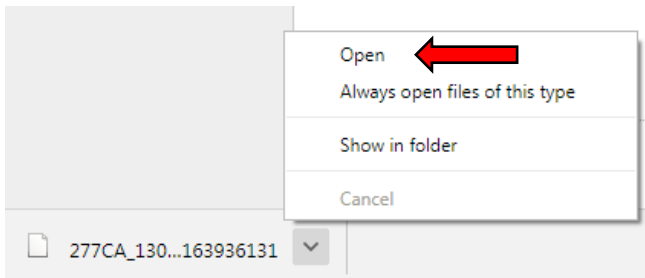 Open
Always open files of this type
Show in folder
Cancel
277CA_130...163936131